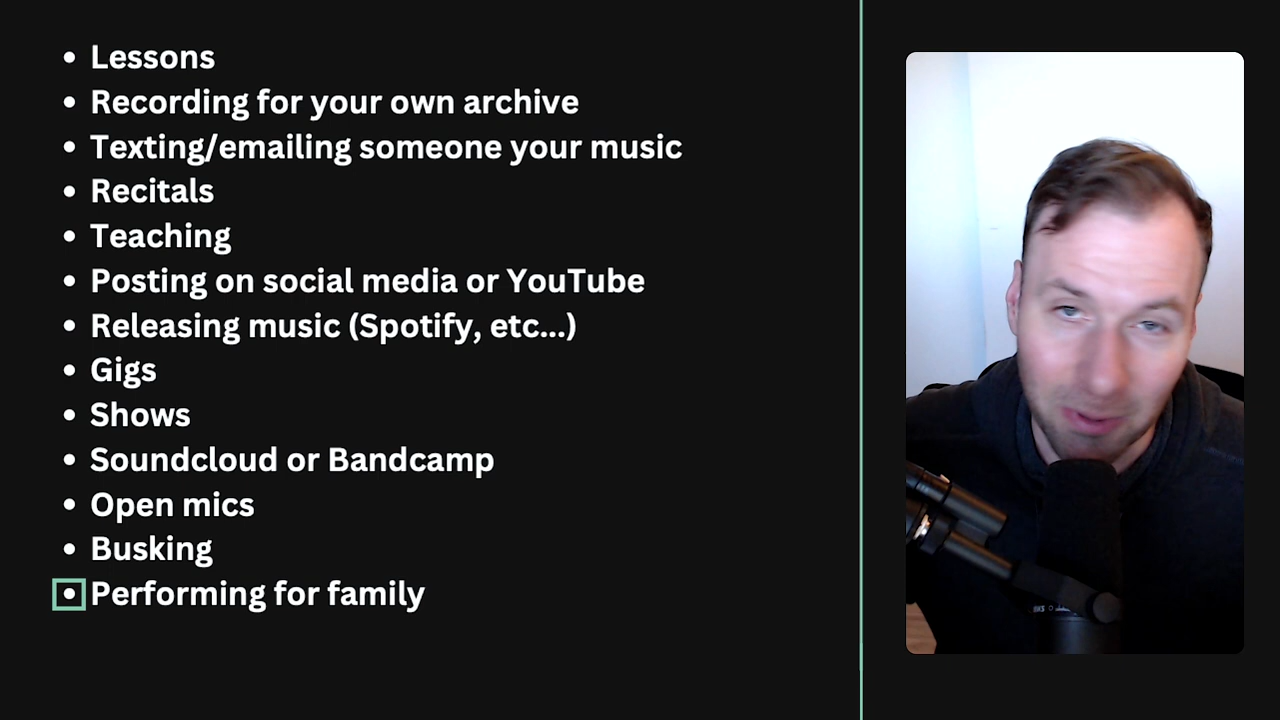 Lessons
Recording for your own archive
Texting/emailing someone your music
Recitals
Teaching
Posting on social media or YouTube
Releasing music (Spotify, etc...)
Gigs
Shows
Soundcloud or Bandcamp
Open mics
Busking
Performing for family